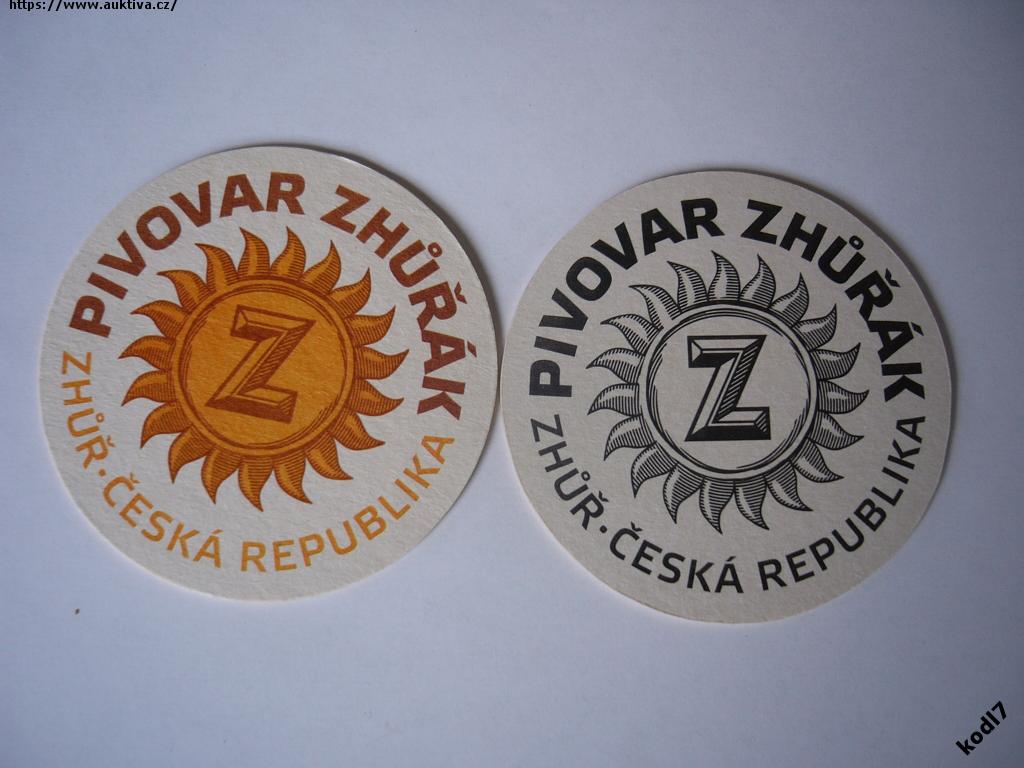 https://www.auktiva.cz/
PIVOVAR ZHŮŘÁK
Z
ZHŮŘ · ČESKÁ REPUBLIKA
PIVOVAR ZHŮŘÁK
Z
ZHŮŘ · ČESKÁ REPUBLIKA
kodl7